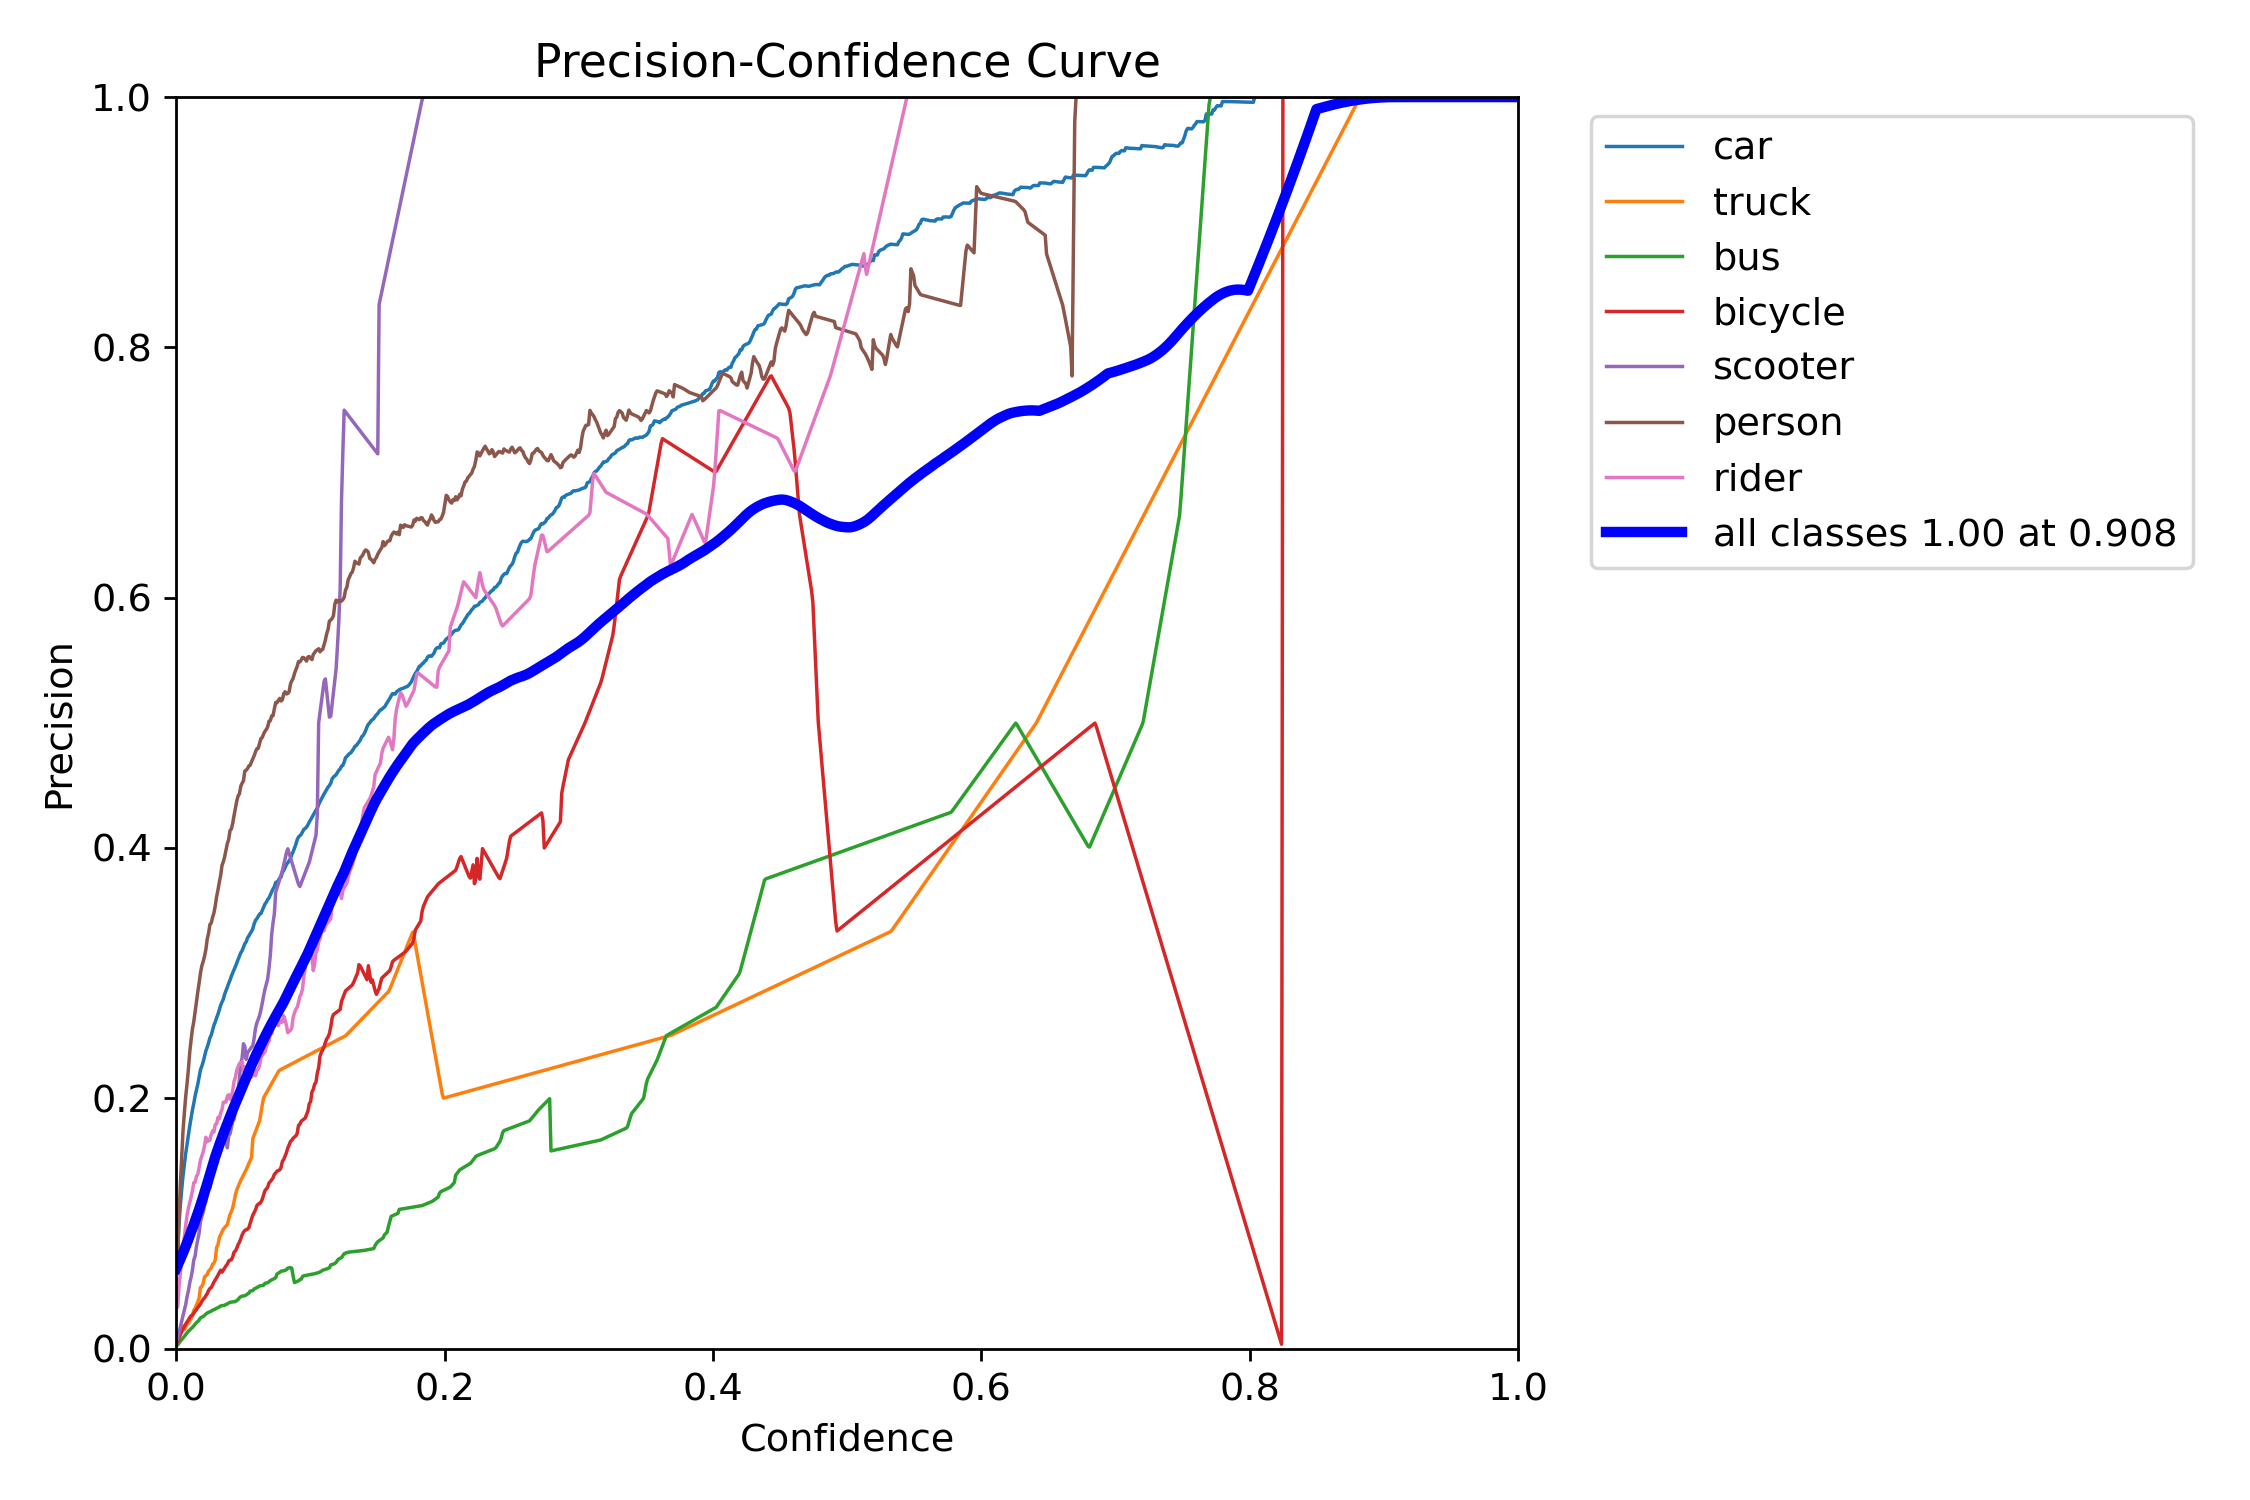 Precision-Confidence Curve
1.0
0.8
0.6
0.4
0.2
0.0
Precision
0.0 0.2 0.4 0.6 0.8 1.0
Confidence
car
truck
bus
bicycle
scooter
person
rider
all classes 1.00 at 0.908